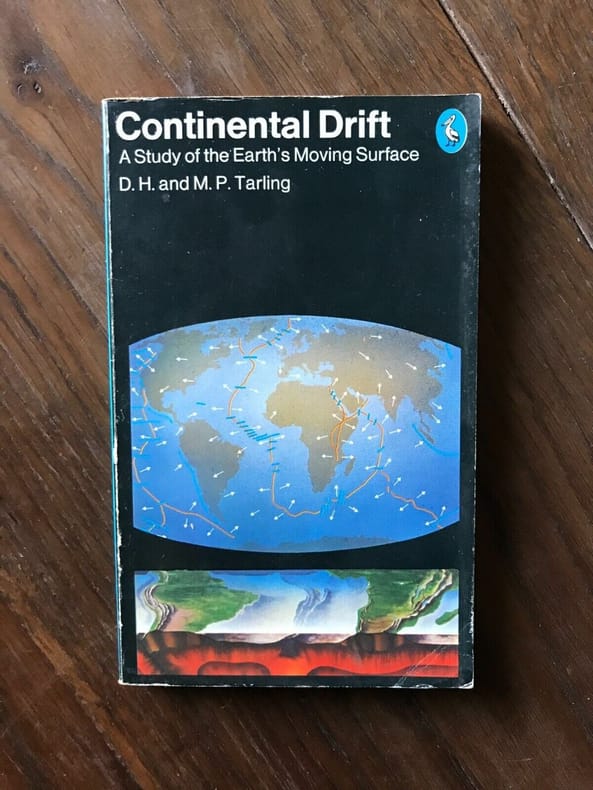 Continental Drift
A Study of the Earth's Moving Surface
D. H. and M. P. Tarling